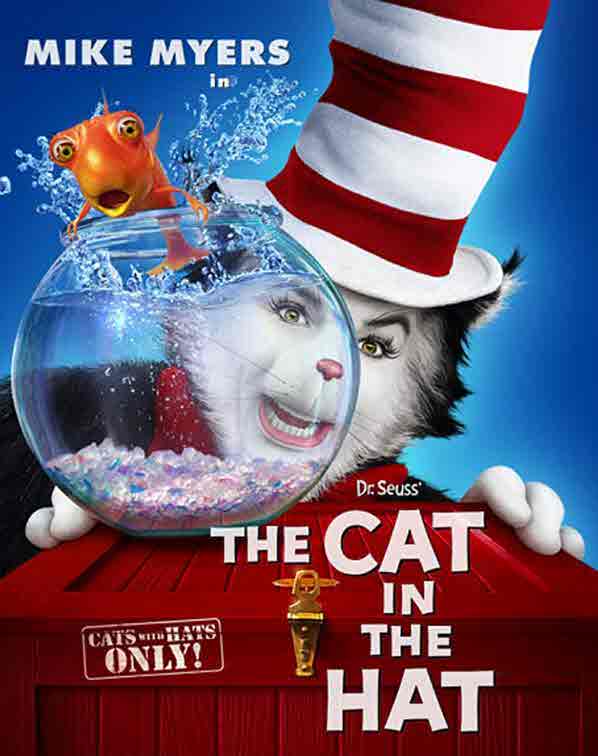 MIKE MYERS
in
Dr. Seuss'
THE CAT
IN
THE
HAT
CATS WITH HATS
ONLY!